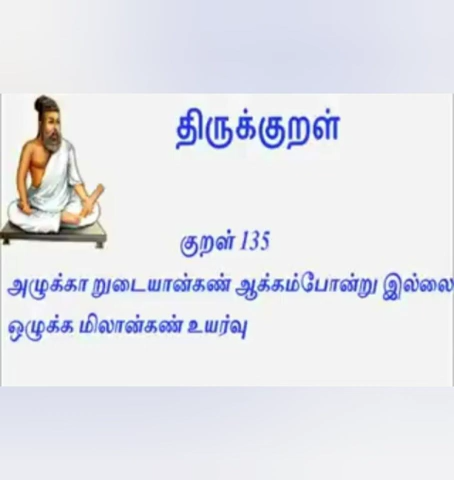 திருக்குறள்
குறள் 135
அழுக்கா றுடையான்கண் ஆக்கம்போன்று இல்லை
ஒழுக்க மிலான்கண் உயர்வு